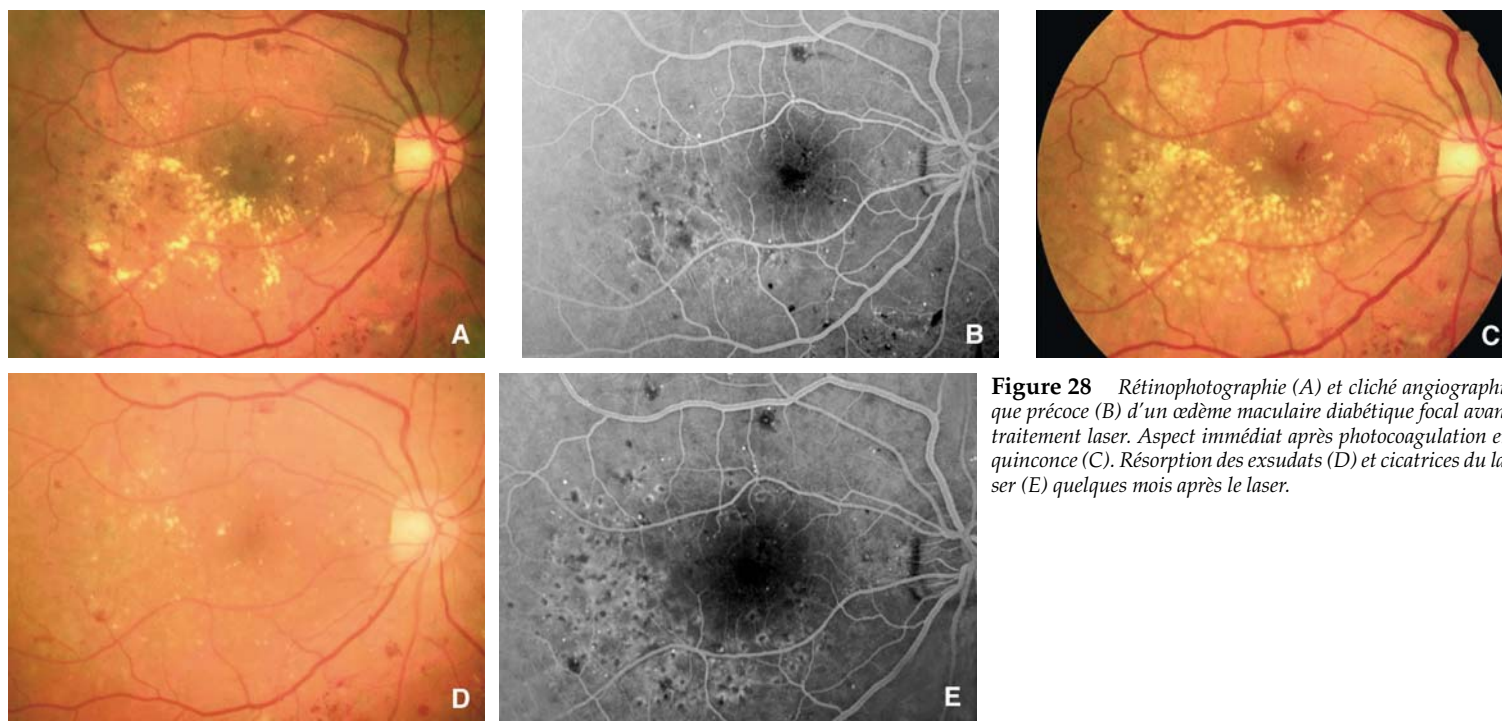 A
B
C
D
E
Figure 28 Rétinophotographie (A) et cliché angiographi
que précoce (B) d'un œdème maculaire diabétique focal avan
traitement laser. Aspect immédiat après photocoagulation e
quinconce (C). Résorption des exsudats (D) et cicatrices du la
ser (E) quelques mois après le laser.